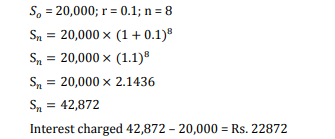 Sₒ = 20,000; r = 0.1; n = 8
Sₙ = 20,000 × (1 + 0.1)⁸
Sₙ = 20,000 × (1.1)⁸
Sₙ = 20,000 × 2.1436
Sₙ = 42,872
Interest charged 42,872 – 20,000 = Rs. 22872